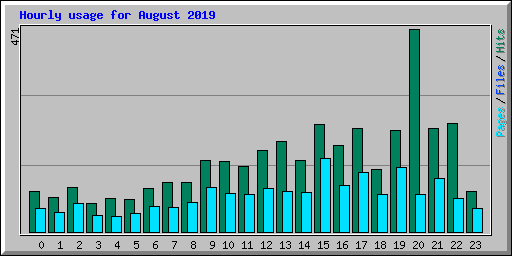 Hourly usage for August 2019
471
Pages/Files/Hits
0 1 2 3 4 5 6 7 8 9 10 11 12 13 14 15 16 17 18 19 20 21 22 23